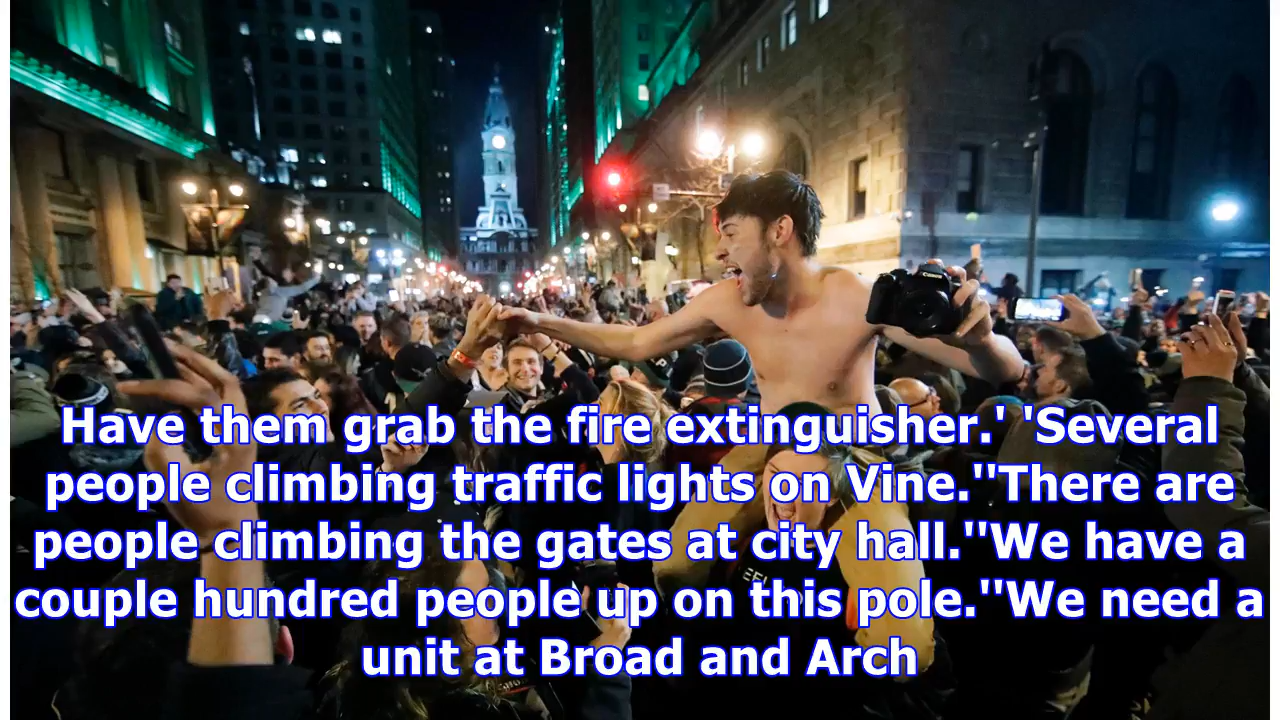 Canon
Have them grab the fire extinguisher.' 'Several
people climbing traffic lights on Vine.''There are
people climbing the gates at city hall.''We have a
couple hundred people up on this pole.''We need a
unit at Broad and Arch